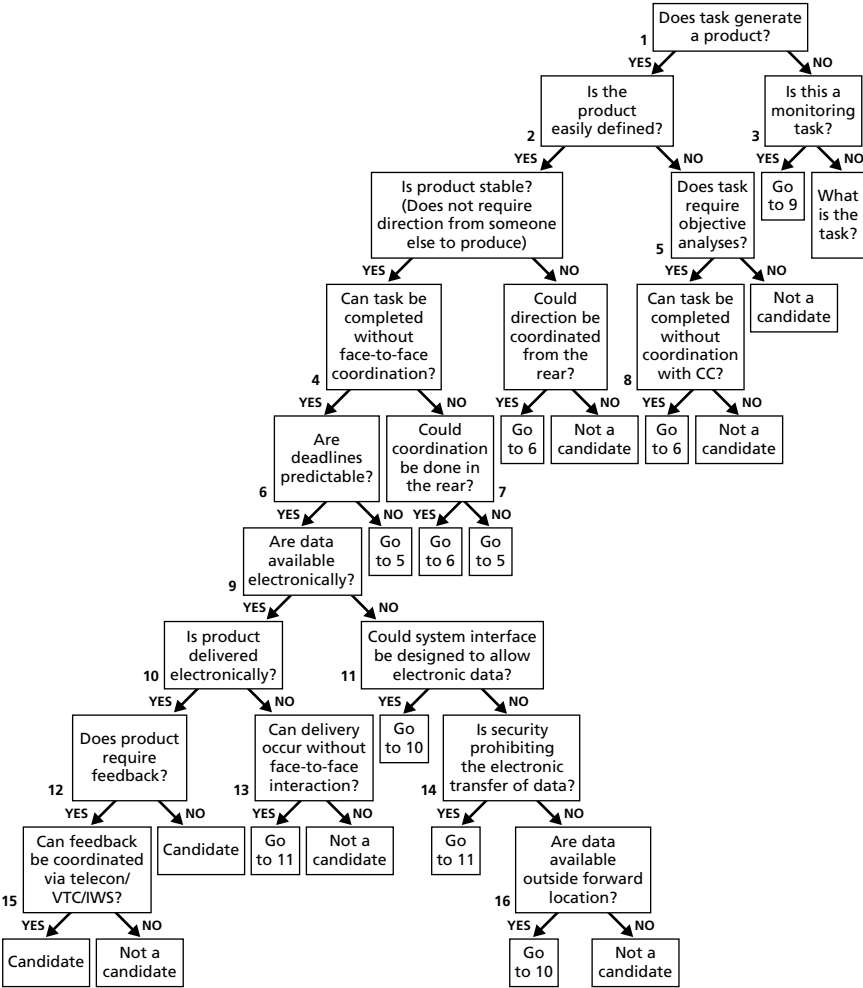 Does task generate
a product?
1
YES
NO
Is the
product
easily defined?
2
Is this a
monitoring
task?
3
YES
NO
YES
NO
Is product stable?
(Does not require
direction from someone
else to produce)
Does task
require
objective
analyses?
5
Go
to 9
What
is the
task?
YES
NO
YES
NO
Can task be
completed
without
face-to-face
coordination?
4
Could
direction be
coordinated
from the
rear?
Can task be
completed
without
coordination
with CC?
8
Not a
candidate
YES
NO
YES
NO
YES
NO
Are
deadlines
predictable?
6
Could
coordination
be done in
the rear?
7
Go
to 6
Not a
candidate
Go
to 6
Not a
candidate
YES
NO
YES
NO
Are data
available
electronically?
9
Go
to 5
Go
to 6
Go
to 5
YES
NO
Is product
delivered
electronically?
10
Could system interface
be designed to allow
electronic data?
11
YES
NO
YES
NO
Does product
require
feedback?
12
Can delivery
occur without
face-to-face
interaction?
13
Go
to 10
Is security
prohibiting
the electronic
transfer of data?
14
YES
NO
YES
NO
YES
NO
Can feedback
be coordinated
via telecon/
VTC/IWS?
15
Candidate
Go
to 11
Not a
candidate
Go
to 11
Are data
available
outside forward
location?
16
YES
NO
YES
NO
Candidate
Not a
candidate
Go
to 10
Not a
candidate